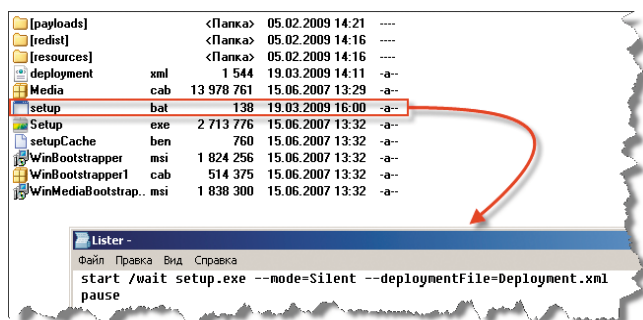 [payloads] <Папка> 05.02.2009 14:21 ----
[redist] <Папка> 05.02.2009 14:16 ----
[resources] <Папка> 05.02.2009 14:16 ----
deployment xml 1 544 19.03.2009 14:11 -a--
Media cab 13 978 761 15.06.2007 13:29 -a--
setup bat 138 19.03.2009 16:00 -a--
Setup exe 2 713 776 15.06.2007 13:32 -a--
setupCache ben 760 15.06.2007 13:32 -a--
WinBootstrapper msi 1 824 256 15.06.2007 13:32 -a--
WinBootstrapper1 cab 514 375 15.06.2007 13:32 -a--
WinMediaBootstrap.. msi 1 838 300 15.06.2007 13:32 -a--
Lister -
Файл Правка Вид Справка
start /wait setup.exe --mode=Silent --deploymentFile=Deployment.xml
pause